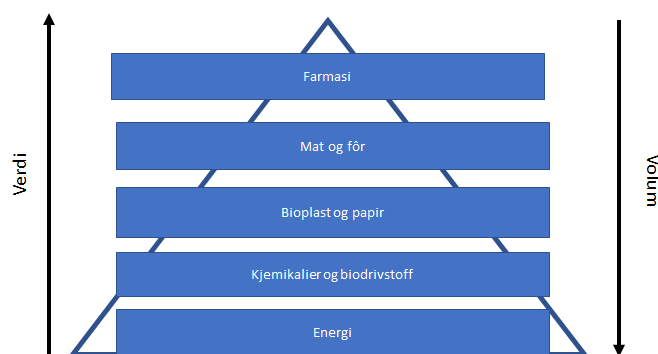 Farmasi
Mat og fôr
Verdi
Volum
Bioplast og papir
Kjemikalier og biodrivstoff
Energi